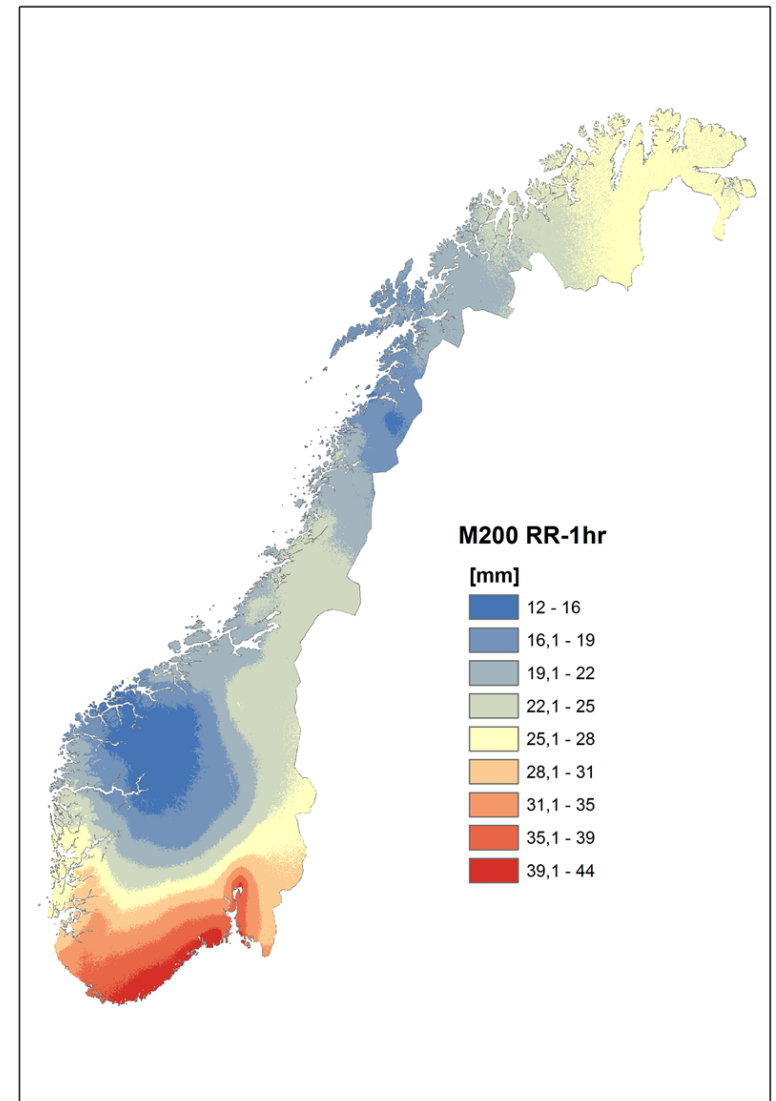 M200 RR-1hr
[mm]
12 - 16
16,1 - 19
19,1 - 22
22,1 - 25
25,1 - 28
28,1 - 31
31,1 - 35
35,1 - 39
39,1 - 44